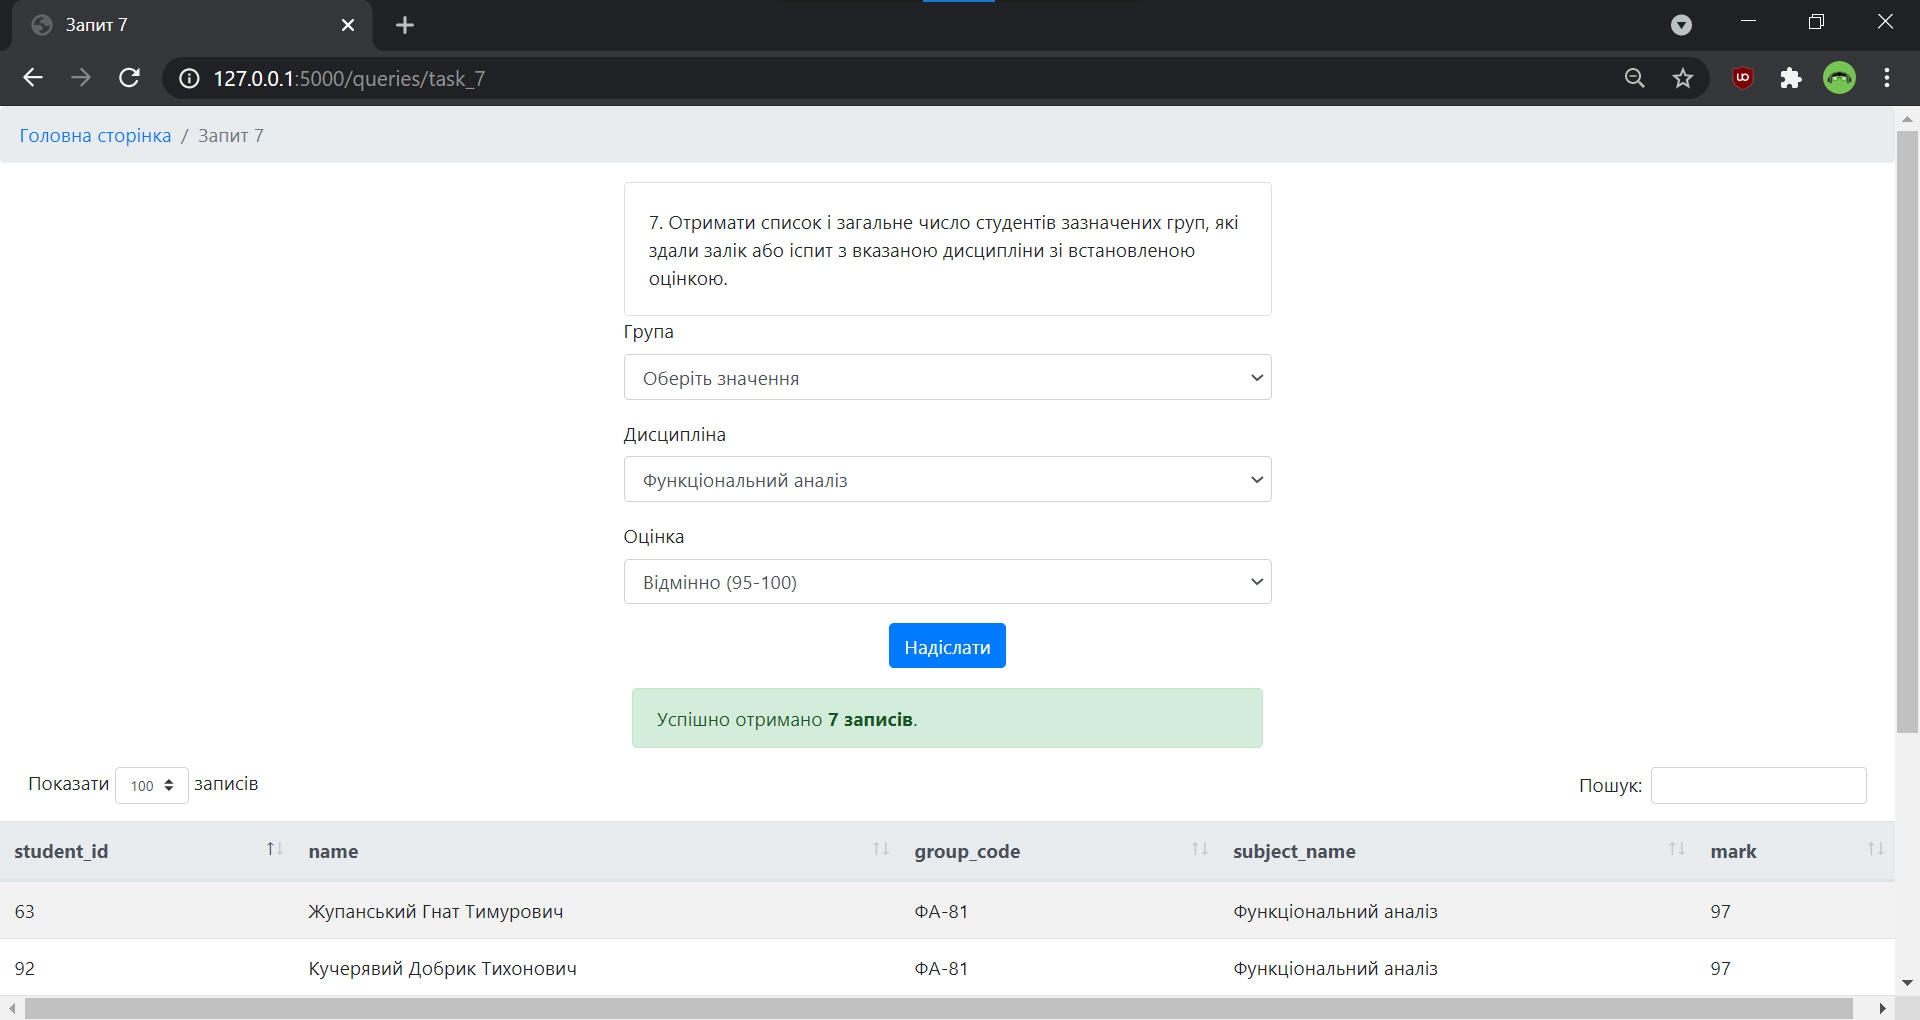 Запит 7
127.0.0.1:5000/queries/task_7
Головна сторінка / Запит 7
7. Отримати список і загальне число студентів зазначених груп, які
здали залік або іспит з вказаною дисципліни зі встановленою
оцінкою.
Група
Оберіть значення
Дисципліна
Функціональний аналіз
Оцінка
Відмінно (95-100)
Надіслати
Успішно отримано 7 записів.
Показати 100 записів
Пошук:
student_id name group_code subject_name mark
63 Жупанський Гнат Тимурович ФА-81 Функціональний аналіз 97
92 Кучерявий Добрик Тихонович ФА-81 Функціональний аналіз 97